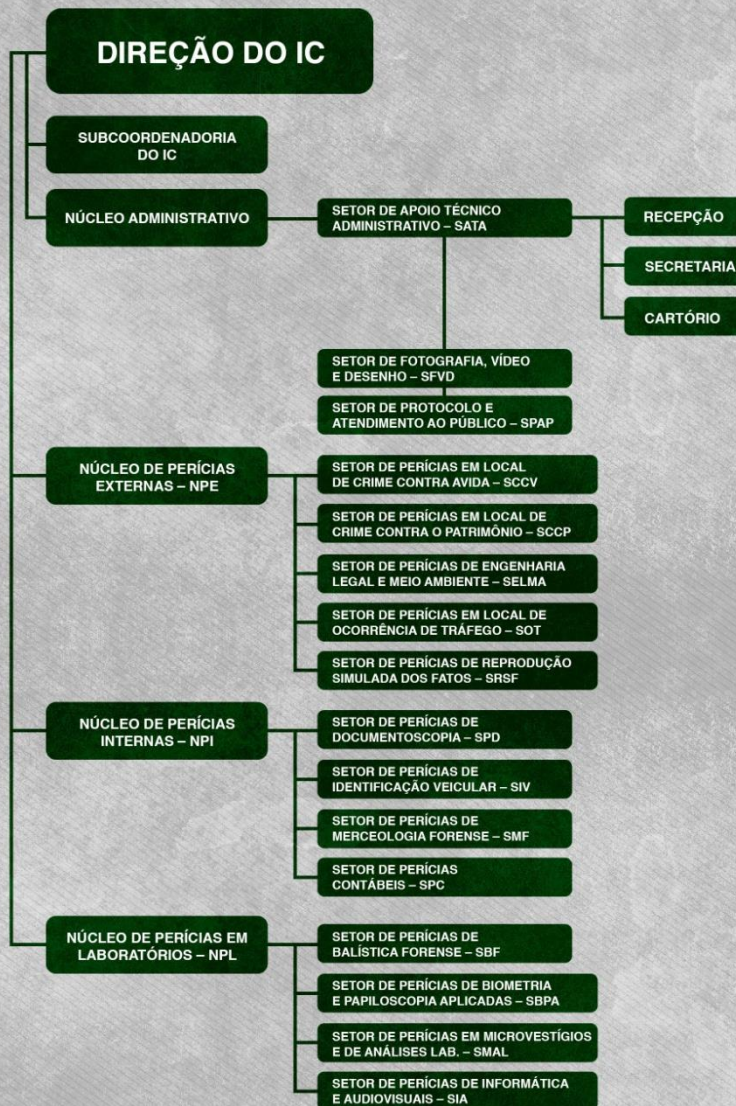 DIREÇÃO DO IC
SUBCOORDENADORIA
DO IC
NÚCLEO ADMINISTRATIVO
SETOR DE APOIO TÉCNICO
ADMINISTRATIVO – SATA
RECEPÇÃO
SECRETARIA
CARTÓRIO
SETOR DE FOTOGRAFIA, VÍDEO
E DESENHO – SFVD
SETOR DE PROTOCOLO E
ATENDIMENTO AO PÚBLICO – SPAP
NÚCLEO DE PERÍCIAS
EXTERNAS – NPE
SETOR DE PERÍCIAS EM LOCAL
DE CRIME CONTRA AVIDA – SCCV
SETOR DE PERÍCIAS EM LOCAL DE
CRIME CONTRA O PATRIMÔNIO – SCCP
SETOR DE PERÍCIAS DE ENGENHARIA
LEGAL E MEIO AMBIENTE – SELMA
SETOR DE PERÍCIAS EM LOCAL DE
OCORRÊNCIA DE TRÁFEGO – SOT
SETOR DE PERÍCIAS DE REPRODUÇÃO
SIMULADA DOS FATOS – SRSF
NÚCLEO DE PERÍCIAS
INTERNAS – NPI
SETOR DE PERÍCIAS DE
DOCUMENTOSCOPIA – SPD
SETOR DE PERÍCIAS DE
IDENTIFICAÇÃO VEICULAR – SIV
SETOR DE PERÍCIAS DE
MERCEOLOGIA FORENSE – SMF
SETOR DE PERÍCIAS
CONTÁBEIS – SPC
NÚCLEO DE PERÍCIAS EM
LABORATÓRIOS – NPL
SETOR DE PERÍCIAS DE
BALÍSTICA FORENSE – SBF
SETOR DE PERÍCIAS DE BIOMETRIA
E PAPILOSCOPIA APLICADAS – SBPA
SETOR DE PERÍCIAS EM MICROVESTÍGIOS
E DE ANÁLISES LAB. – SMAL
SETOR DE PERÍCIAS DE INFORMÁTICA
E AUDIOVISUAIS – SIA